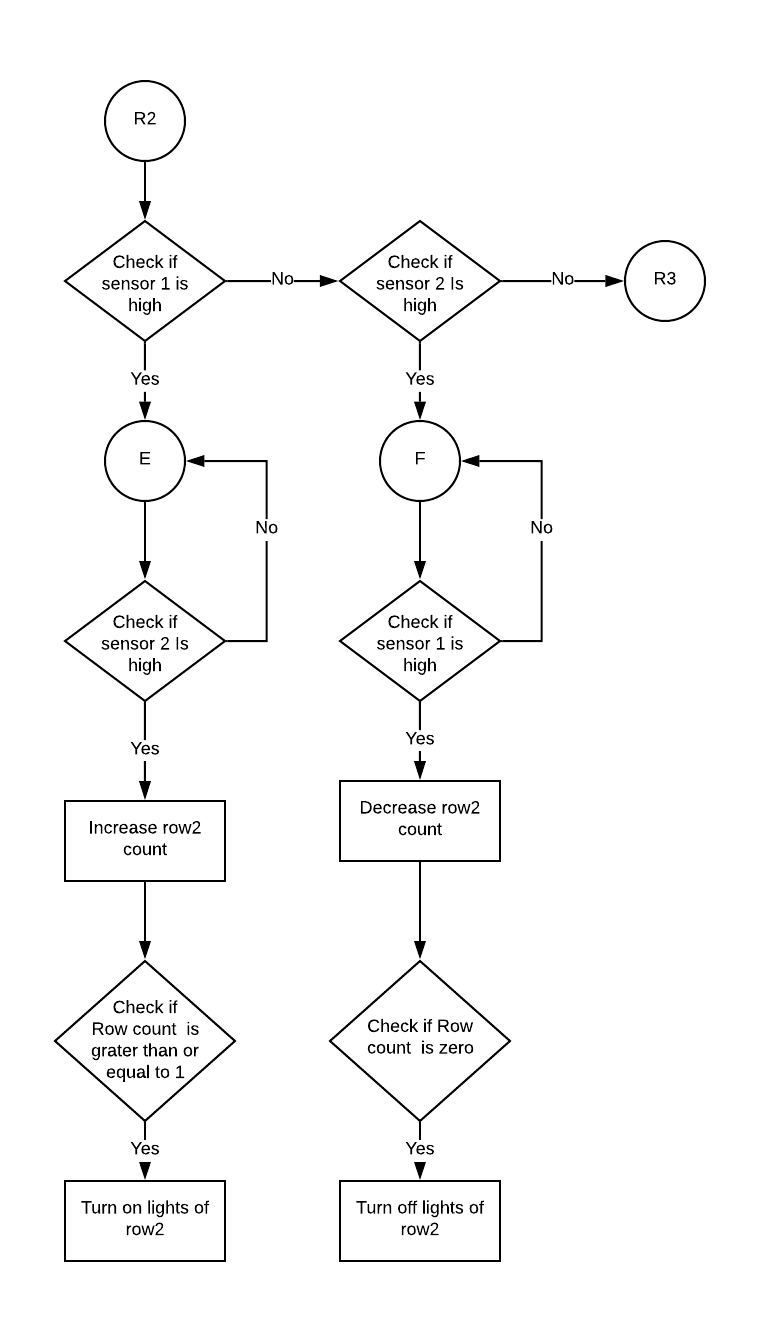 R2
Check if
sensor 1 is
high
No
Check if
sensor 2 Is
high
No
R3
Yes
Yes
E
F
No
No
Check if
sensor 2 Is
high
Check if
sensor 1 is
high
Yes
Yes
Increase row2
count
Decrease row2
count
Check if
Row count  is
grater than or
equal to 1
Check if Row
count  is zero
Yes
Yes
Turn on lights of
row2
Turn off lights of
row2